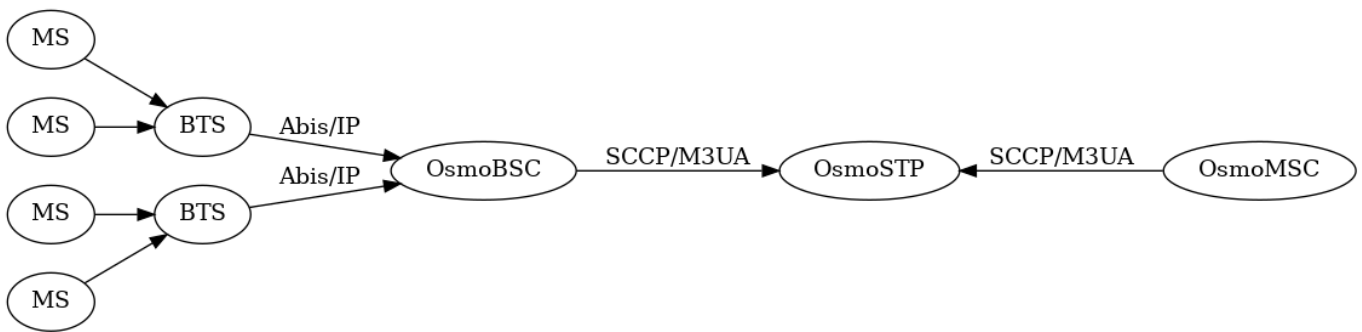 MS
MS
BTS
Abis/IP
OsmoBSC
SCCP/M3UA
OsmoSTP
SCCP/M3UA
OsmoMSC
Abis/IP
MS
BTS
MS